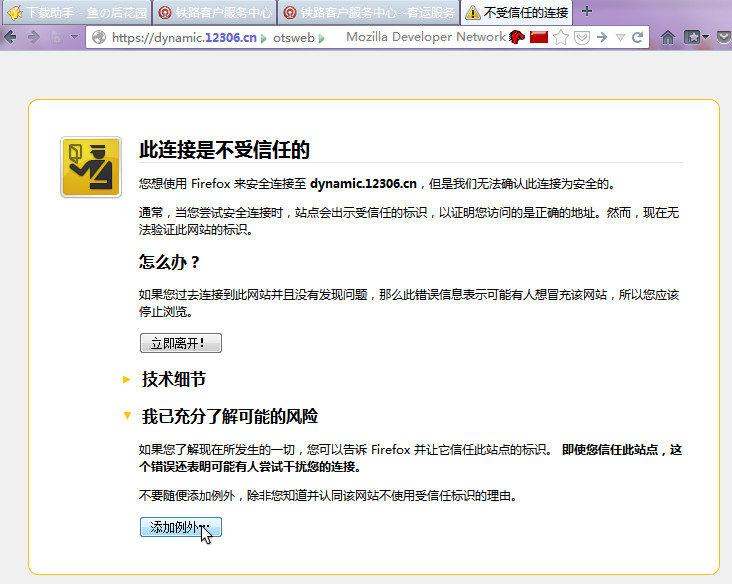 下载助手 - 鱼の后花园
铁路客户服务中心
铁路客户服务中心--客运服务
不受信任的连接
https://dynamic.12306.cn
otsweb
Mozilla Developer Network
此连接是不受信任的
您想使用 Firefox 来安全连接至 dynamic.12306.cn，但是我们无法确认此连接为安全的。
通常，当您尝试安全连接时，站点会出示受信任的标识，以证明您访问的是正确的地址。然而，现在无
法验证此网站的标识。
怎么办？
如果您过去连接到此网站并且没有发现问题，那么此错误信息表示可能有人想冒充该网站，所以您应该
停止浏览。
立即离开！
技术细节
我已充分了解可能的风险
如果您了解现在所发生的一切，您可以告诉 Firefox 并让它信任此站点的标识。 即使您信任此站点，这
个错误还表明可能有人尝试干扰您的连接。
不要随便添加例外，除非您知道并认同该网站不使用受信任标识的理由。
添加例外…